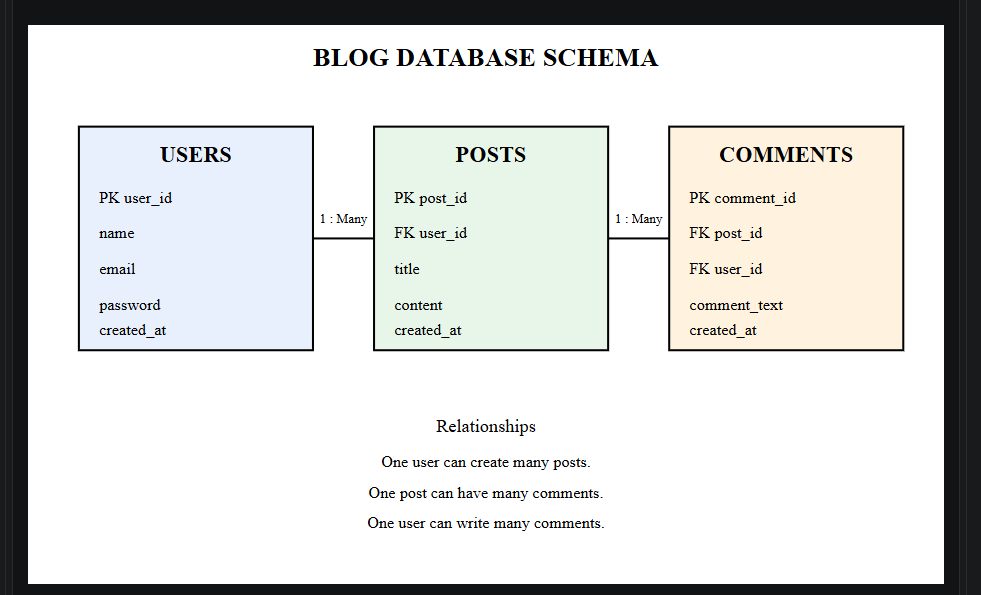 BLOG DATABASE SCHEMA
USERS
PK user_id
name
email
password
created_at
1 : Many
POSTS
PK post_id
FK user_id
title
content
created_at
1 : Many
COMMENTS
PK comment_id
FK post_id
FK user_id
comment_text
created_at
Relationships
One user can create many posts.
One post can have many comments.
One user can write many comments.